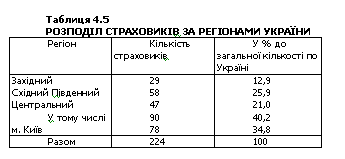 Таблиця 4.5
РОЗПОДІЛ СТРАХОВИКІВ ЗА РЕГІОНАМИ УКРАЇНИ
Регіон Кількість страховиків, У % до загальної кількості по Україні
Західний 29 12,9
Східний Південний 58 25,9
Центральний 47 21,0
У тому числі 90 40,2
м. Київ 78 34,8
Разом 224 100